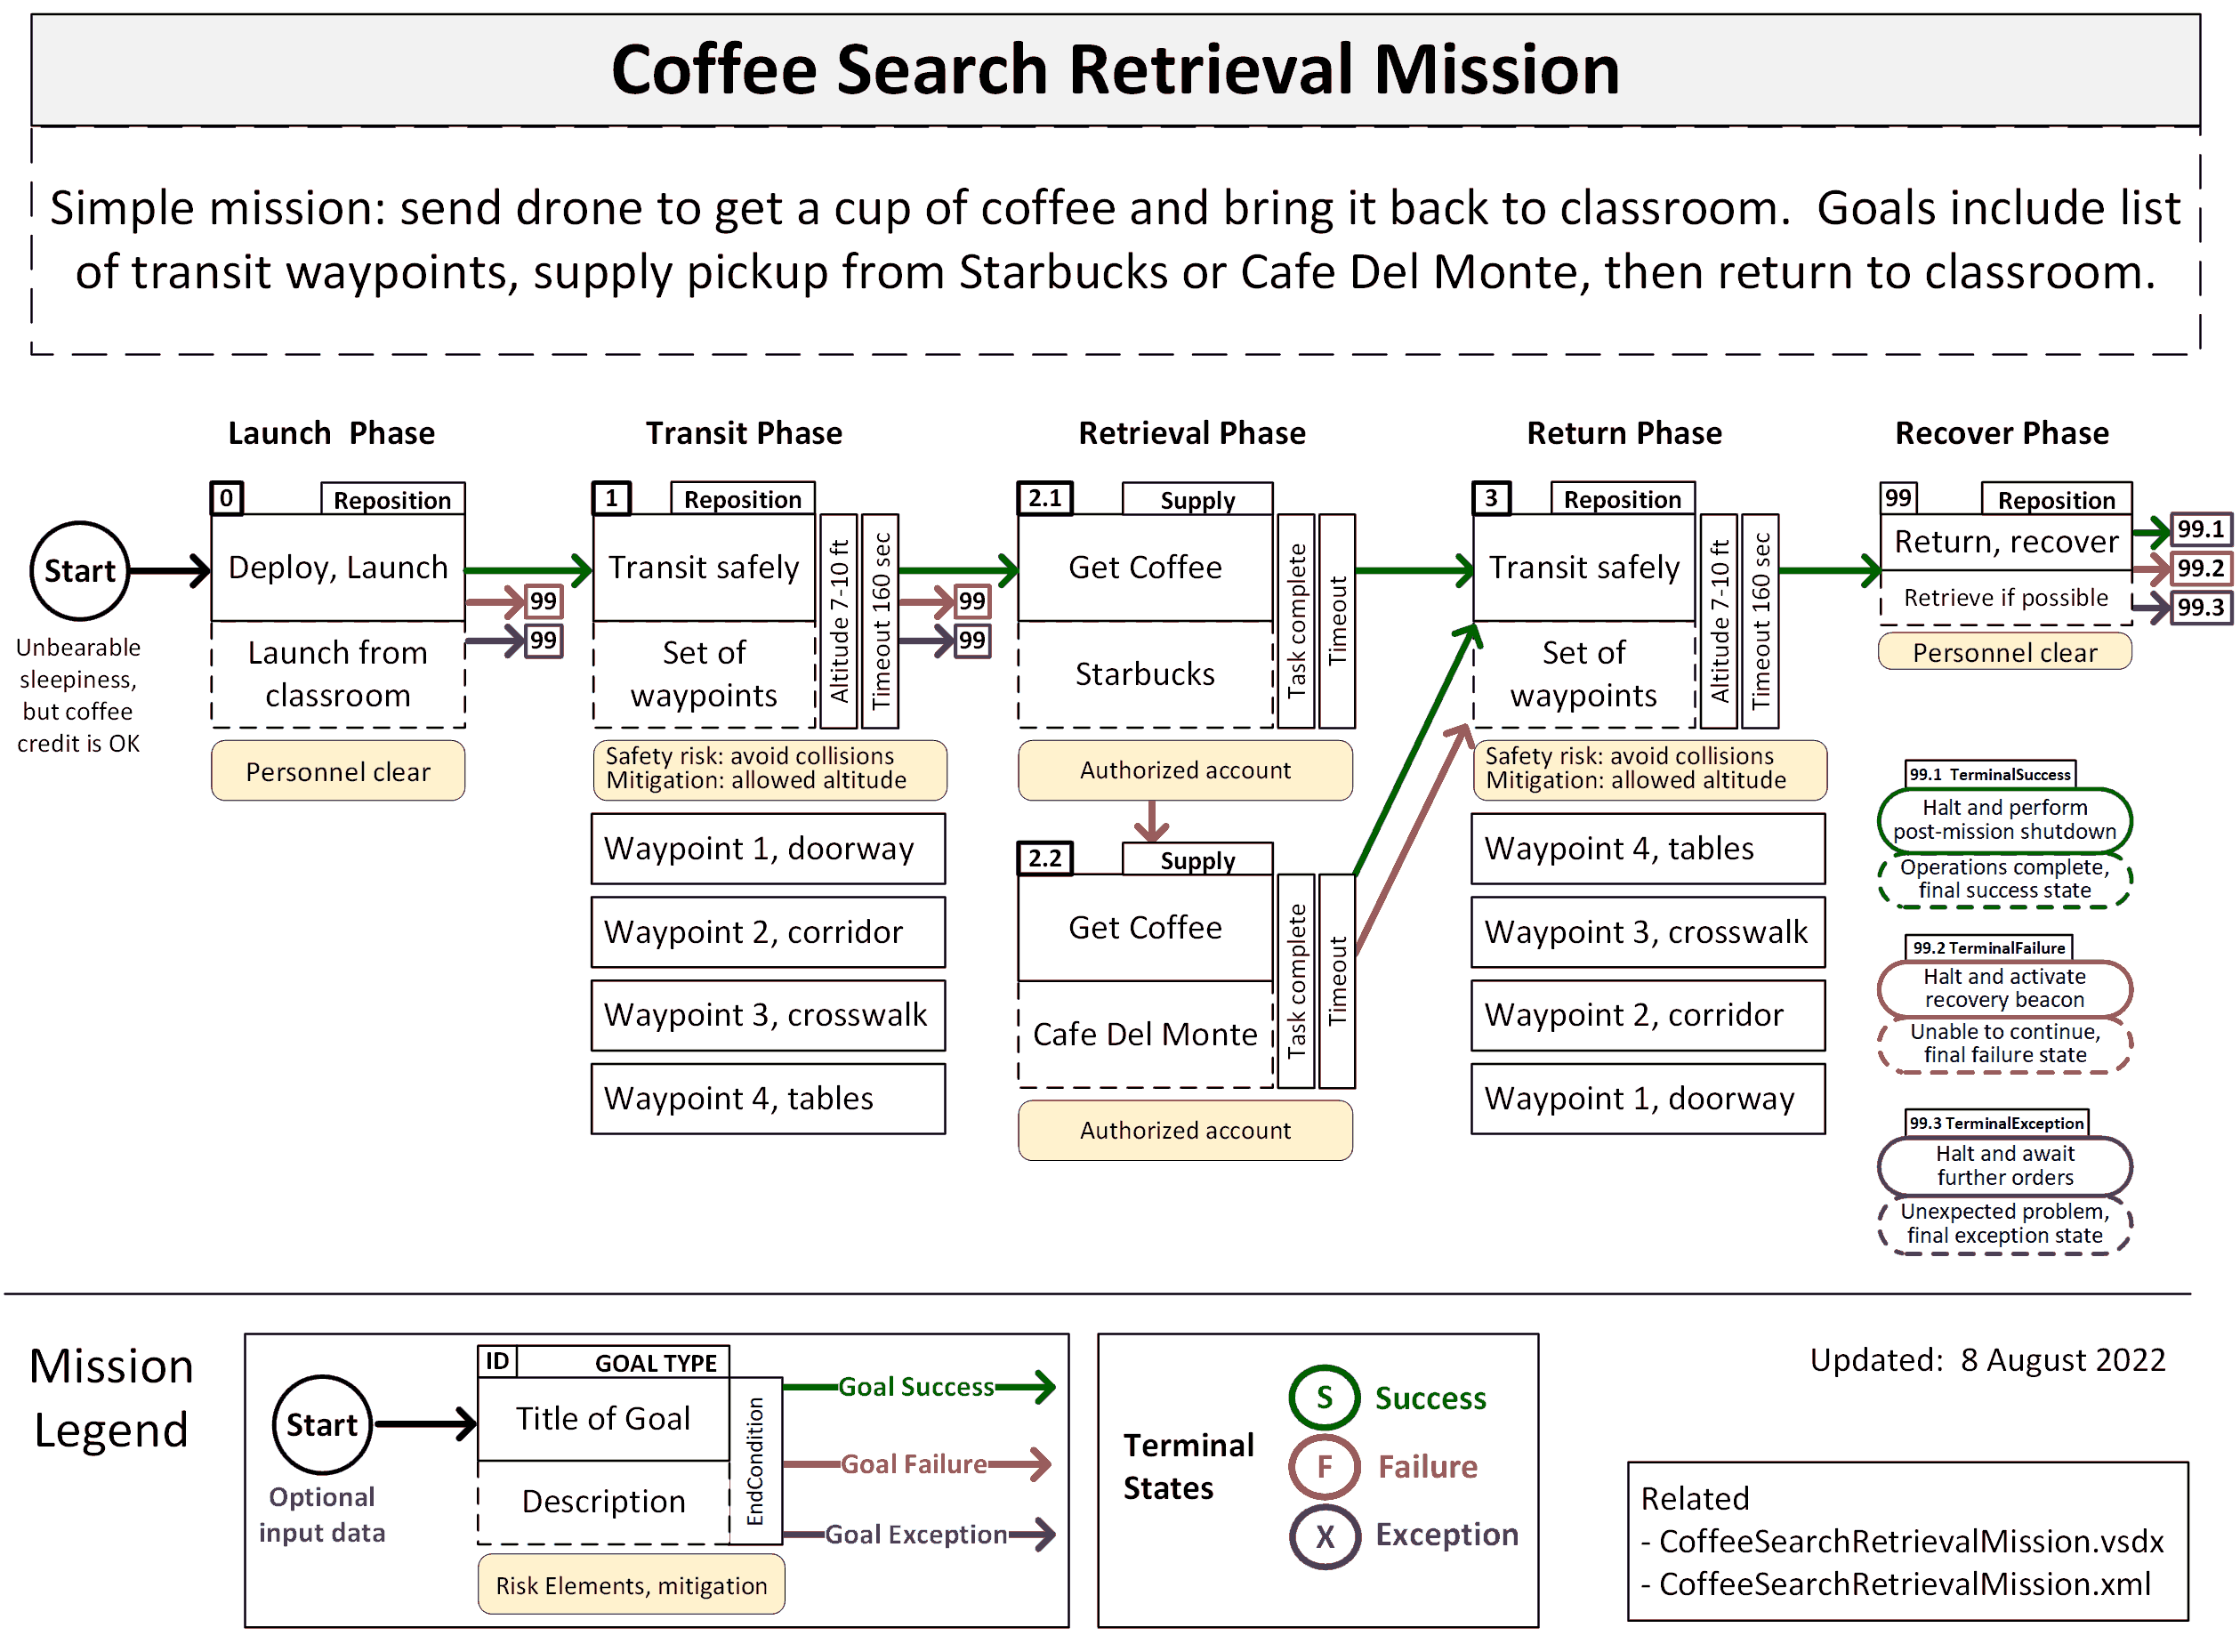 Coffee Search Retrieval Mission
Simple mission: send drone to get a cup of coffee and bring it back to classroom.  Goals include list
of transit waypoints, supply pickup from Starbucks or Cafe Del Monte, then return to classroom.
Launch  Phase
Start
Unbearable
sleepiness,
but coffee
credit is OK
0
Reposition
Deploy, Launch
99
99
Launch from
classroom
Personnel clear
Transit Phase
1
Reposition
Transit safely
Set of
waypoints
Altitude 7-10 ft
Timeout 160 sec
99
99
Safety risk: avoid collisions
Mitigation: allowed altitude
Waypoint 1, doorway
Waypoint 2, corridor
Waypoint 3, crosswalk
Waypoint 4, tables
Retrieval Phase
2.1
Supply
Get Coffee
Starbucks
Task complete
Timeout
Authorized account
2.2
Supply
Get Coffee
Cafe Del Monte
Task complete
Timeout
Authorized account
Return Phase
3
Reposition
Transit safely
Set of
waypoints
Altitude 7-10 ft
Timeout 160 sec
Safety risk: avoid collisions
Mitigation: allowed altitude
Waypoint 4, tables
Waypoint 3, crosswalk
Waypoint 2, corridor
Waypoint 1, doorway
Recover Phase
99
Reposition
Return, recover
Retrieve if possible
99.1
99.2
99.3
Personnel clear
99.1  TerminalSuccess
Halt and perform
post-mission shutdown
Operations complete,
final success state
99.2 TerminalFailure
Halt and activate
recovery beacon
Unable to continue,
final failure state
99.3 TerminalException
Halt and await
further orders
Unexpected problem,
final exception state
Mission
Legend
Start
Optional
input data
ID
GOAL TYPE
Title of Goal
Description
EndCondition
Goal Success
Goal Failure
Goal Exception
Risk Elements, mitigation
Terminal
States
S
Success
F
Failure
X
Exception
Updated:  8 August 2022
Related
- CoffeeSearchRetrievalMission.vsdx
- CoffeeSearchRetrievalMission.xml